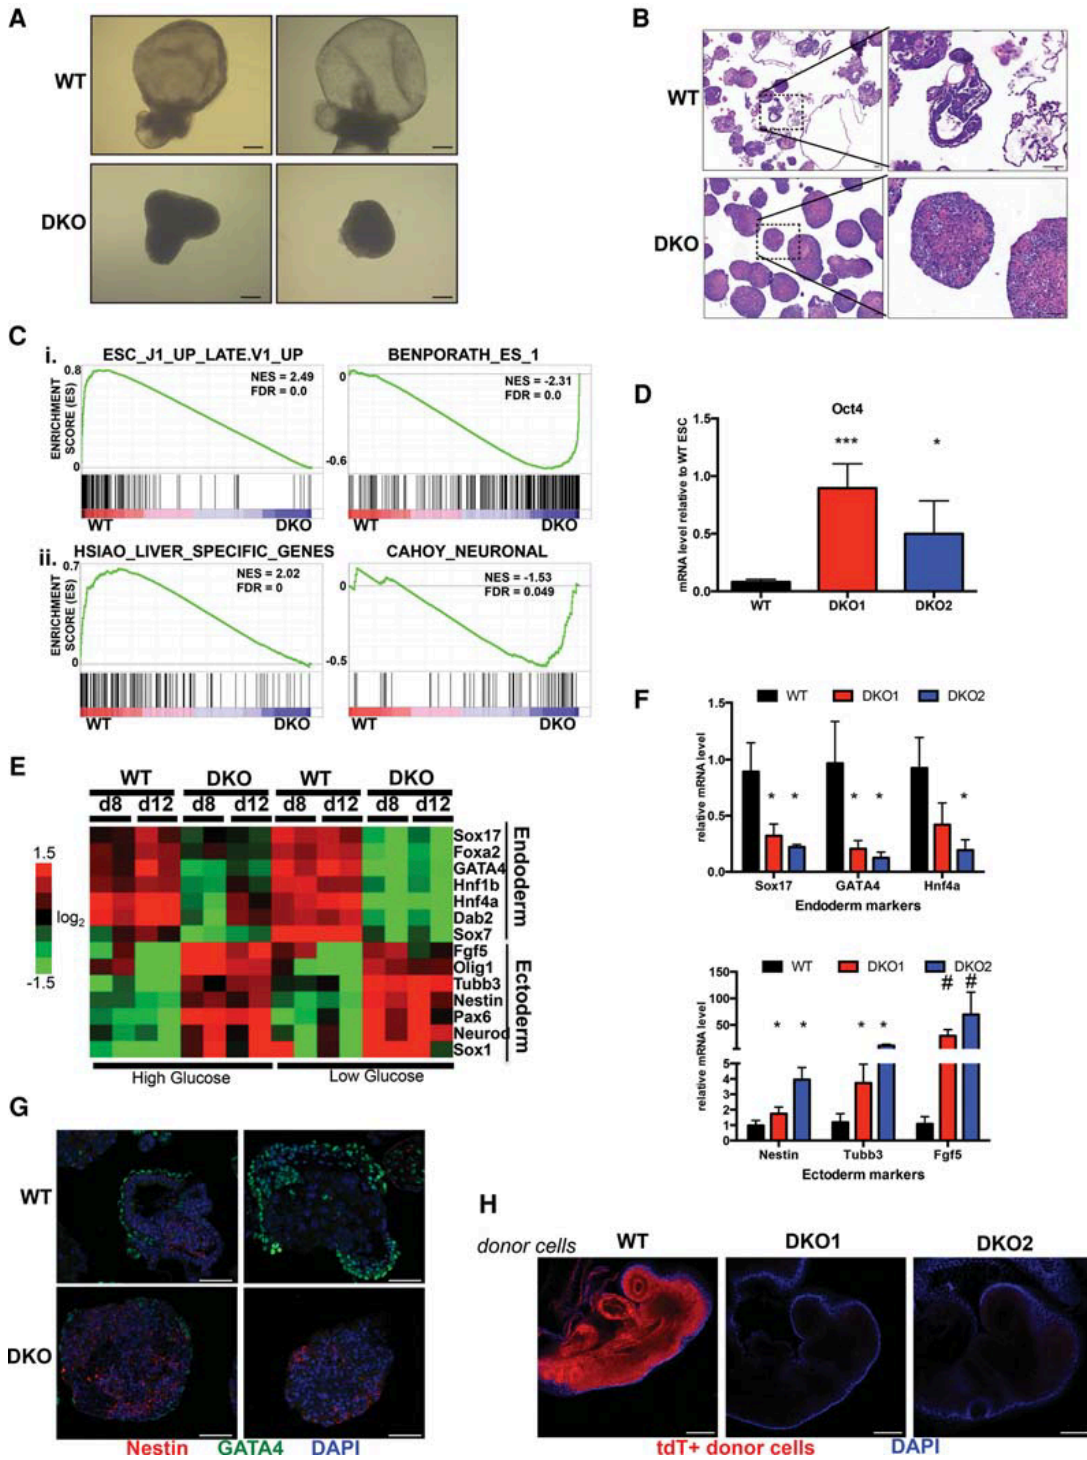 A
WT
DKO
B
WT
DKO
C
i.
ESC_J1_UP_LATE.V1_UP
ENRICHMENT SCORE (ES)
0.8
0
NES = 2.49
FDR = 0.0
WT
DKO
BENPORATH_ES_1
0
-0.6
NES = -2.31
FDR = 0.0
WT
DKO
ii.
HSIAO_LIVER_SPECIFIC_GENES
ENRICHMENT SCORE (ES)
0.7
0
NES = 2.02
FDR = 0
WT
DKO
CAHOY_NEURONAL
0
-0.5
NES = -1.53
FDR = 0.049
WT
DKO
D
Oct4
mRNA level relative to WT ESC
1.5
1.0
0.5
0.0
***
*
WT
DKO1
DKO2
E
WT DKO WT DKO
d8 d12 d8 d12 d8 d12 d8 d12
1.5
log2
-1.5
Sox17
Foxa2
GATA4
Hnf1b
Hnf4a
Dab2
Sox7
Fgf5
Olig1
Tubb3
Nestin
Pax6
Neurod
Sox1
Endoderm
Ectoderm
High Glucose
Low Glucose
F
WT DKO1 DKO2
relative mRNA level
1.5
1.0
0.5
0.0
* * * * *
Sox17 GATA4 Hnf4a
Endoderm markers
WT DKO1 DKO2
relative mRNA level
150
100
50
5
4
3
2
1
0
* * * * # #
Nestin Tubb3 Fgf5
Ectoderm markers
G
WT
DKO
Nestin GATA4 DAPI
H
donor cells
WT DKO1 DKO2
tdT+ donor cells DAPI